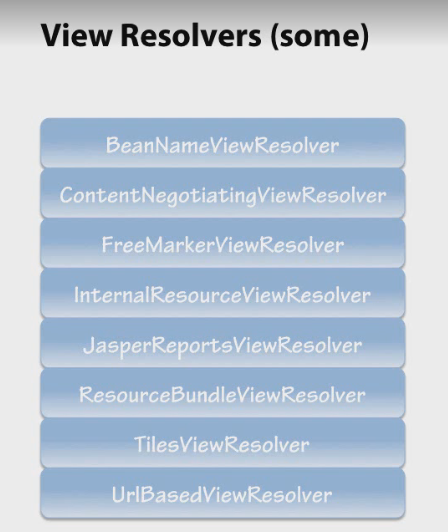 View Resolvers (some)
BeanNameViewResolver
ContentNegotiatingViewResolver
FreeMarkerViewResolver
InternalResourceViewResolver
JasperReportsViewResolver
ResourceBundleViewResolver
TilesViewResolver
UrlBasedViewResolver